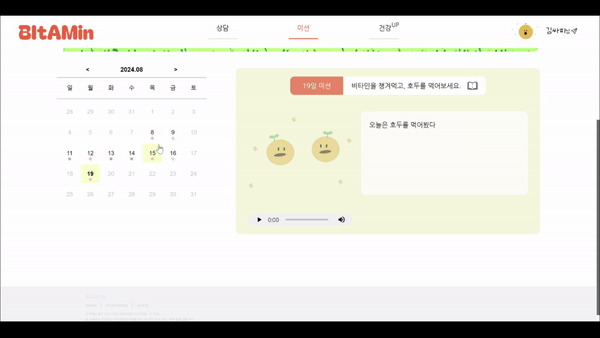 BItAMin
상담 미션 건강UP
< 2024.08 >
일 월 화 수 목 금 토
28 29 30 31 1 2 3
4 5 6 7 8 9 10
11 12 13 14 15 16 17
18 19 20 21 22 23 24
25 26 27 28 29 30 31
19일 미션 비타민을 챙겨먹고, 호두를 먹어보세요.
오늘은 호두를 먹어봤다
0:00